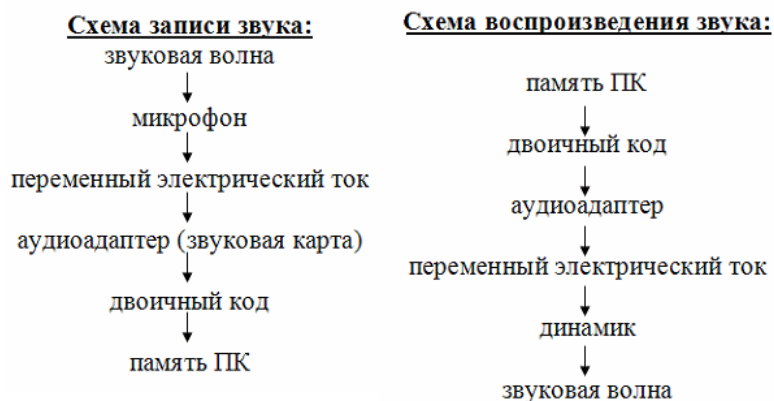 Схема записи звука:
звуковая волна
микрофон
переменный электрический ток
аудиоадаптер (звуковая карта)
двоичный код
память ПК
Схема воспроизведения звука:
память ПК
двоичный код
аудиоадаптер
переменный электрический ток
динамик
звуковая волна